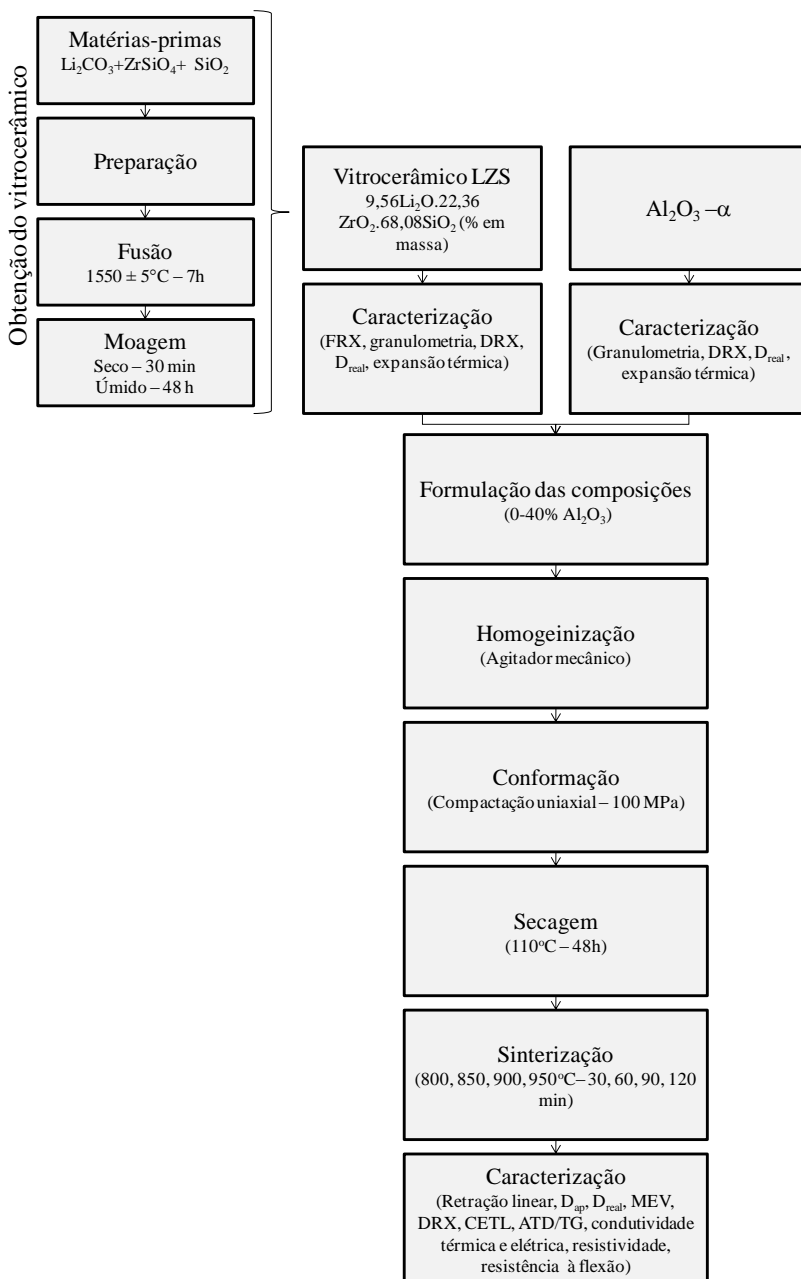 Obtenção do vitrocerâmico
Matérias-primas
Li₂CO₃+ZrSiO₄+ SiO₂
Preparação
Fusão
1550 ± 5°C – 7h
Moagem
Seco – 30 min
Úmido – 48 h
Vitrocerâmico LZS
9,56Li₂O.22,36
ZrO₂.68,08SiO₂ (% em
massa)
Al₂O₃ –α
Caracterização
(FRX, granulometria, DRX,
D_real, expansão térmica)
Caracterização
(Granulometria, DRX, D_real,
expansão térmica)
Formulação das composições
(0-40% Al₂O₃)
Homogeinização
(Agitador mecânico)
Conformação
(Compactação uniaxial – 100 MPa)
Secagem
(110°C – 48h)
Sinterização
(800, 850, 900, 950°C– 30, 60, 90, 120
min)
Caracterização
(Retração linear, D_ap, D_real, MEV,
DRX, CETL, ATD/TG, condutividade
térmica e elétrica, resistividade,
resistência à flexão)